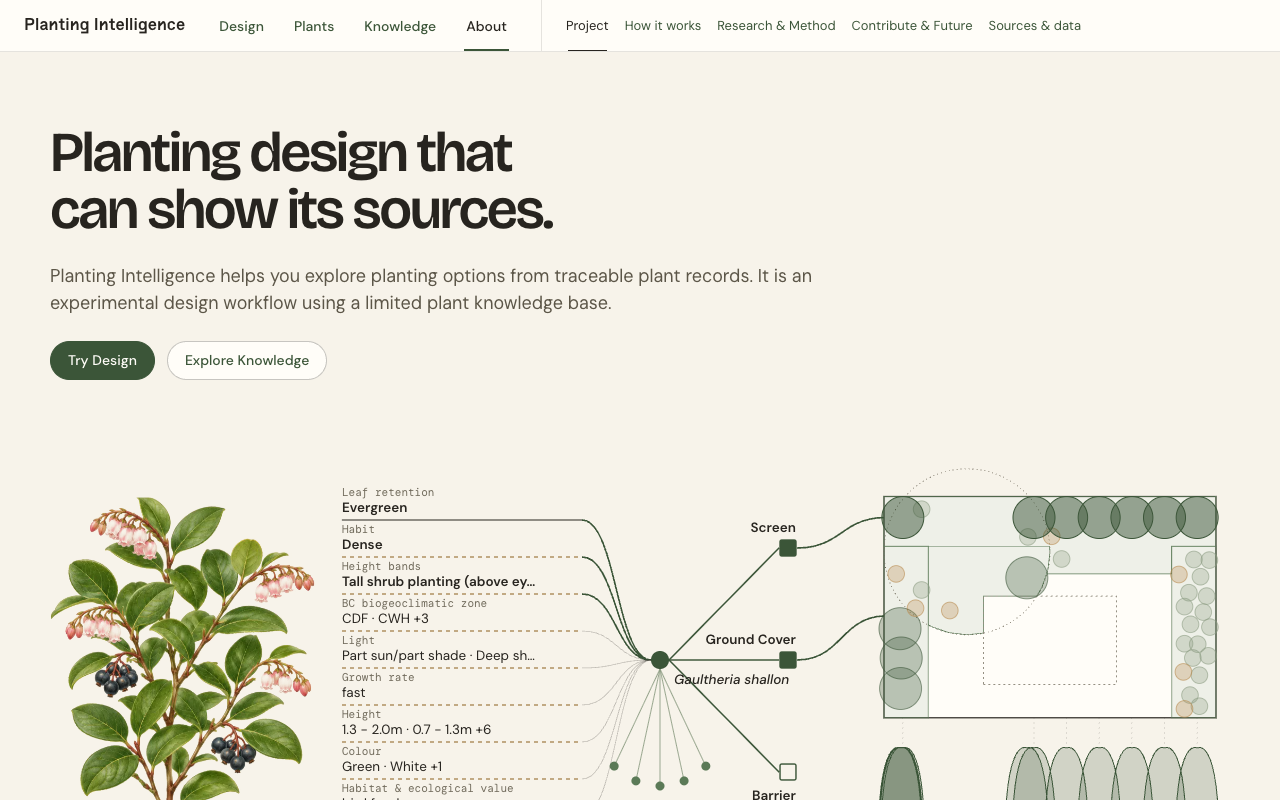 Planting Intelligence
Design
Plants
Knowledge
About
Project
How it works
Research & Method
Contribute & Future
Sources & data
Planting design that
can show its sources.
Planting Intelligence helps you explore planting options from traceable plant records. It is an
experimental design workflow using a limited plant knowledge base.
Try Design
Explore Knowledge
Leaf retention
Evergreen
Habit
Dense
Height bands
Tall shrub planting (above ey...
BC biogeoclimatic zone
CDF · CWH +3
Light
Part sun/part shade · Deep sh...
Growth rate
fast
Height
1.3 – 2.0m · 0.7 – 1.3m +6
Colour
Green · White +1
Habitat & ecological value
Screen
Ground Cover
Gaultheria shallon
Barrier